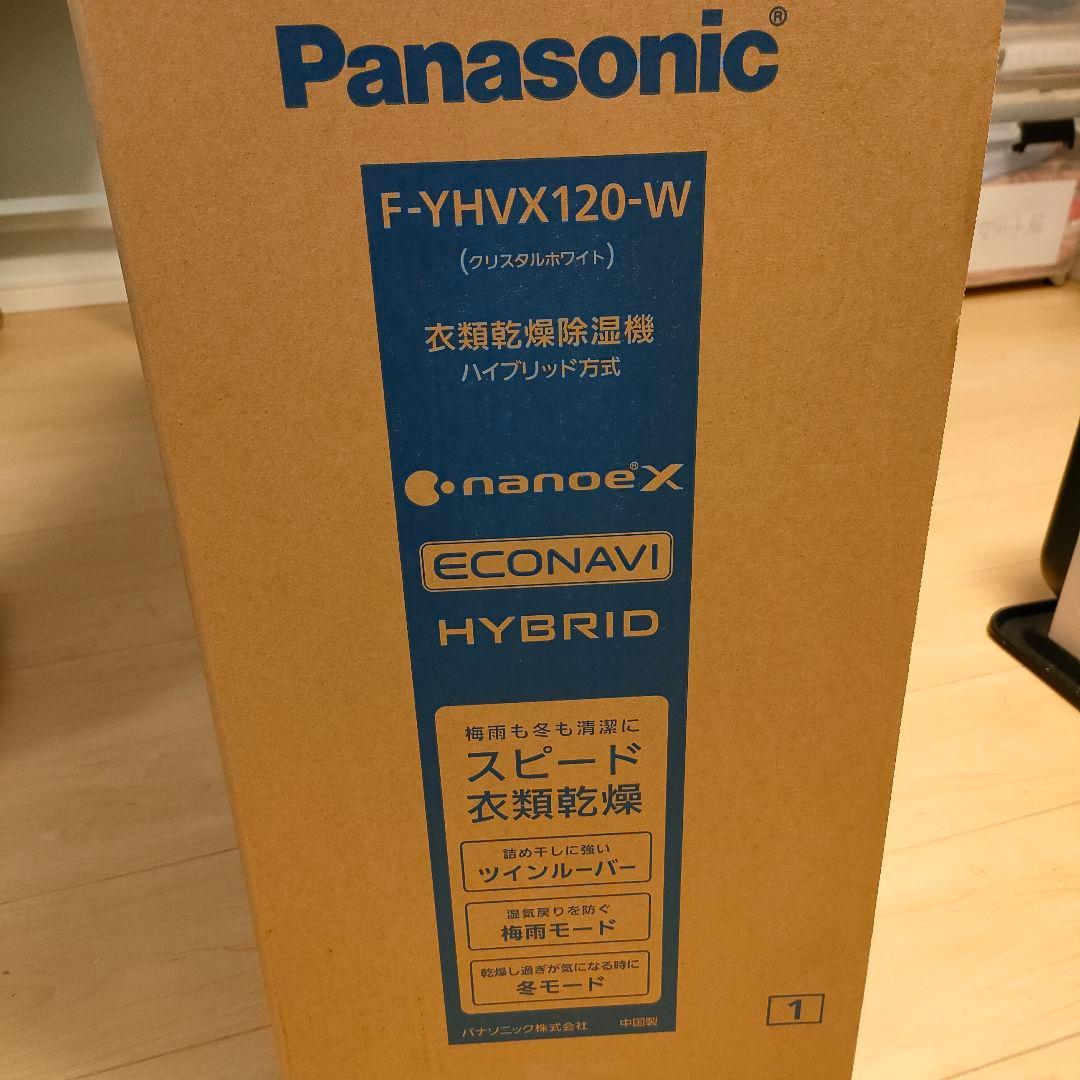 Panasonic®
F-YHVX120-W
(クリスタルホワイト)
衣類乾燥除湿機
ハイブリッド方式
nanoe®X
ECONAVI
HYBRID
梅雨も冬も清潔に
スピード
衣類乾燥
詰め干しに強い
ツインルーバー
湿気戻りを防ぐ
梅雨モード
乾燥し過ぎが気になる時に
冬モード
パナソニック株式会社 中国製
1